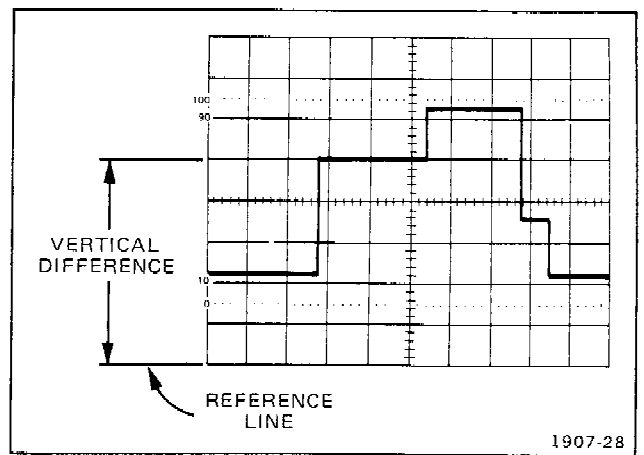 100
90
VERTICAL
DIFFERENCE
10
0
REFERENCE
LINE
1907-28